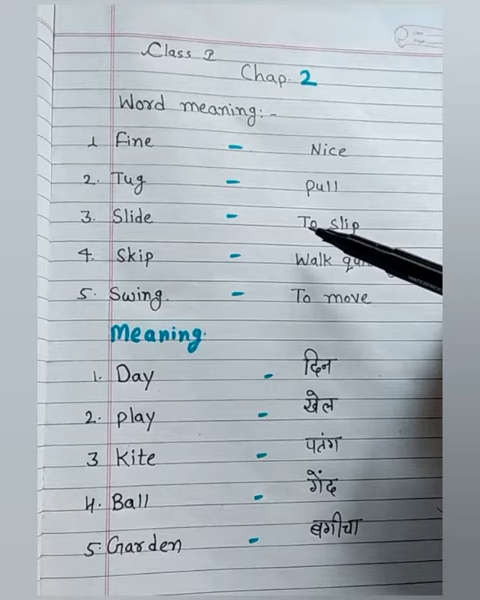 Class 1
Chap. 2
Word meaning:-
1. Fine - Nice
2. Tug - Pull
3. Slide - To slip
4. Skip - Walk
5. Swing. - To move
Meaning.
1. Day - दिन
2. play - खेल
3 Kite - पतंग
4. Ball - गेंद
5. Garden - बगीचा